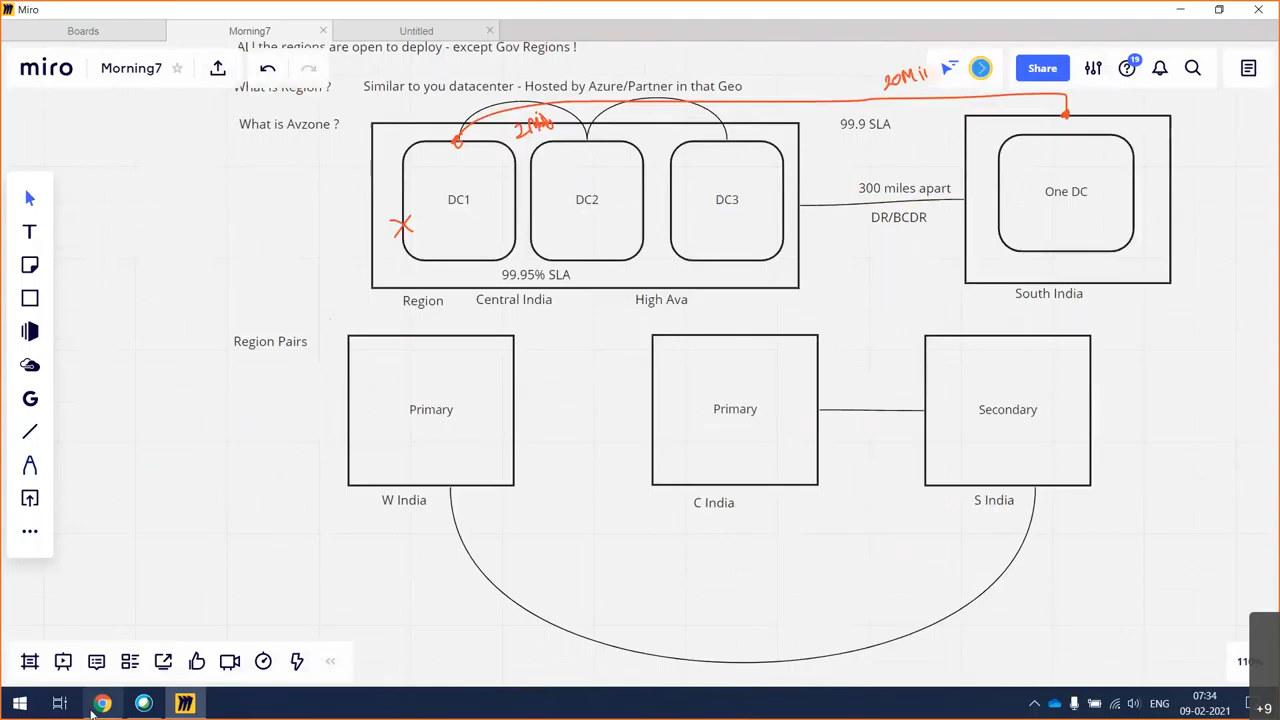 Miro
Boards
Morning7
Untitled
All the regions are open to deploy - except Gov Regions !
miro
Morning7
Share
19
What is Region ?
Similar to you datacenter - Hosted by Azure/Partner in that Geo
20Min
What is Avzone ?
99.9 SLA
DC1
DC2
DC3
300 miles apart
One DC
DR/BCDR
99.95% SLA
Region
Central India
High Ava
South India
Region Pairs
Primary
Primary
Secondary
W India
C India
S India
ENG
07:34
09-02-2021
+9